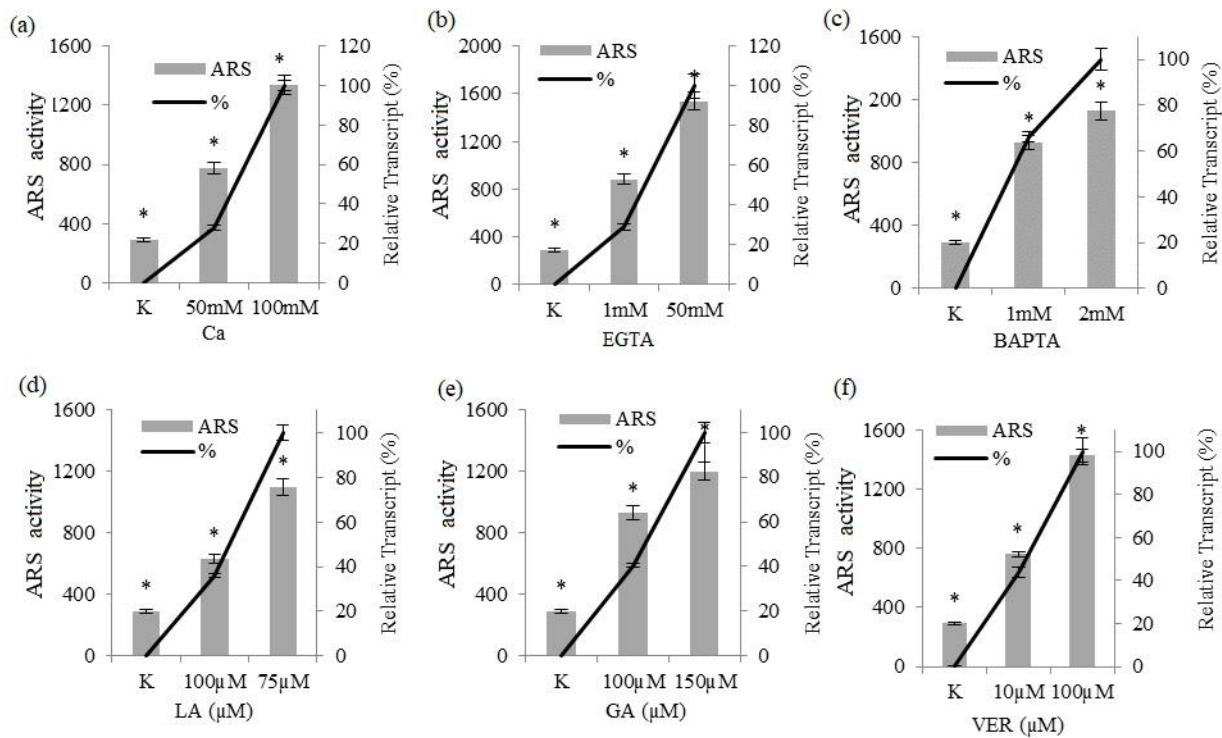 (a)
1600
1200
800
400
0
ARS activity
ARS
%
*
*
*
120
100
80
60
40
20
0
Relative Transcript (%)
K 50mM 100mM
Ca
(b)
2000
1600
1200
800
400
0
ARS activity
ARS
%
*
*
*
120
100
80
60
40
20
0
Relative Transcript (%)
K 1mM 50mM
EGTA
(c)
1600
1200
800
400
0
ARS activity
ARS
%
*
*
*
100
80
60
40
20
0
Relative Transcript (%)
K 1mM 2mM
BAPTA
(d)
1600
1200
800
400
0
ARS activity
ARS
%
*
*
*
100
80
60
40
20
0
Relative Transcript (%)
K 100µM 75µM
LA (µM)
(e)
1600
1200
800
400
0
ARS activity
ARS
%
*
*
*
100
80
60
40
20
0
Relative Transcript (%)
K 100µM 150µM
GA (µM)
(f)
1600
1200
800
400
0
ARS activity
ARS
%
*
*
*
100
80
60
40
20
0
Relative Transcript (%)
K 10µM 100µM
VER (µM)